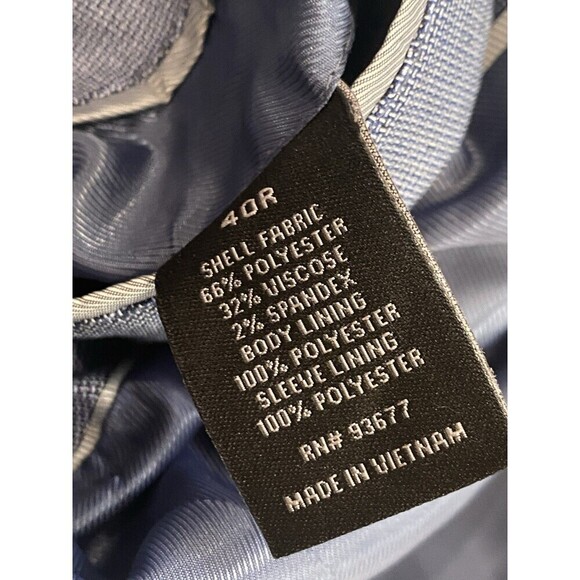 40R
SHELL FABRIC
66% POLYESTER
32% VISCOSE
2% SPANDEX
BODY LINING
100% POLYESTER
SLEEVE LINING
100% POLYESTER
RN# 93677
MADE IN VIETNAM